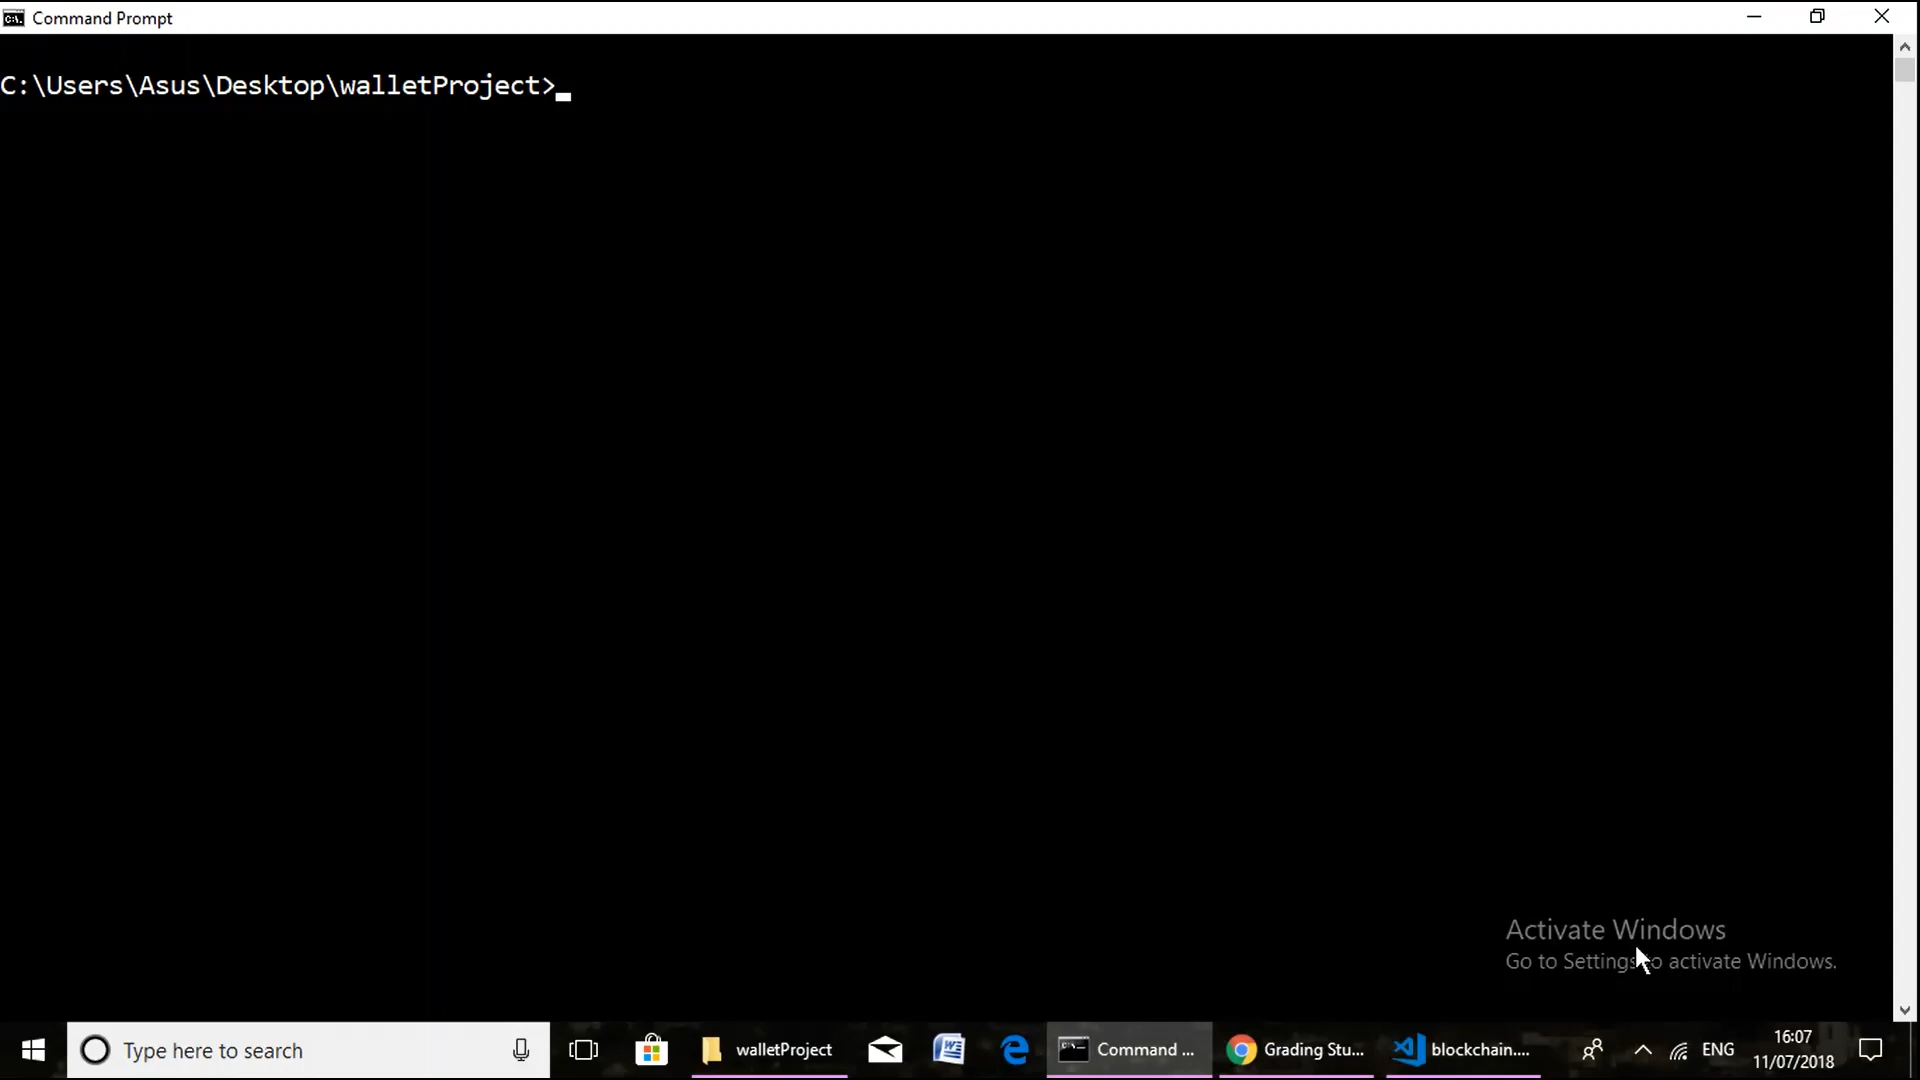 Command Prompt
C:\Users\Asus\Desktop\walletProject>
Activate Windows
Go to Settings to activate Windows.
Type here to search
walletProject
Command ...
Grading Stu...
blockchain....
ENG
16:07
11/07/2018